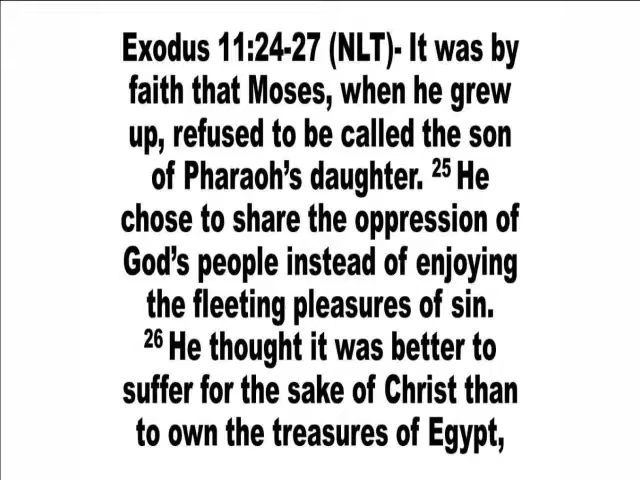 Exodus 11:24-27 (NLT)- It was by
faith that Moses, when he grew
up, refused to be called the son
of Pharaoh's daughter. 25 He
chose to share the oppression of
God's people instead of enjoying
the fleeting pleasures of sin.
26 He thought it was better to
suffer for the sake of Christ than
to own the treasures of Egypt,